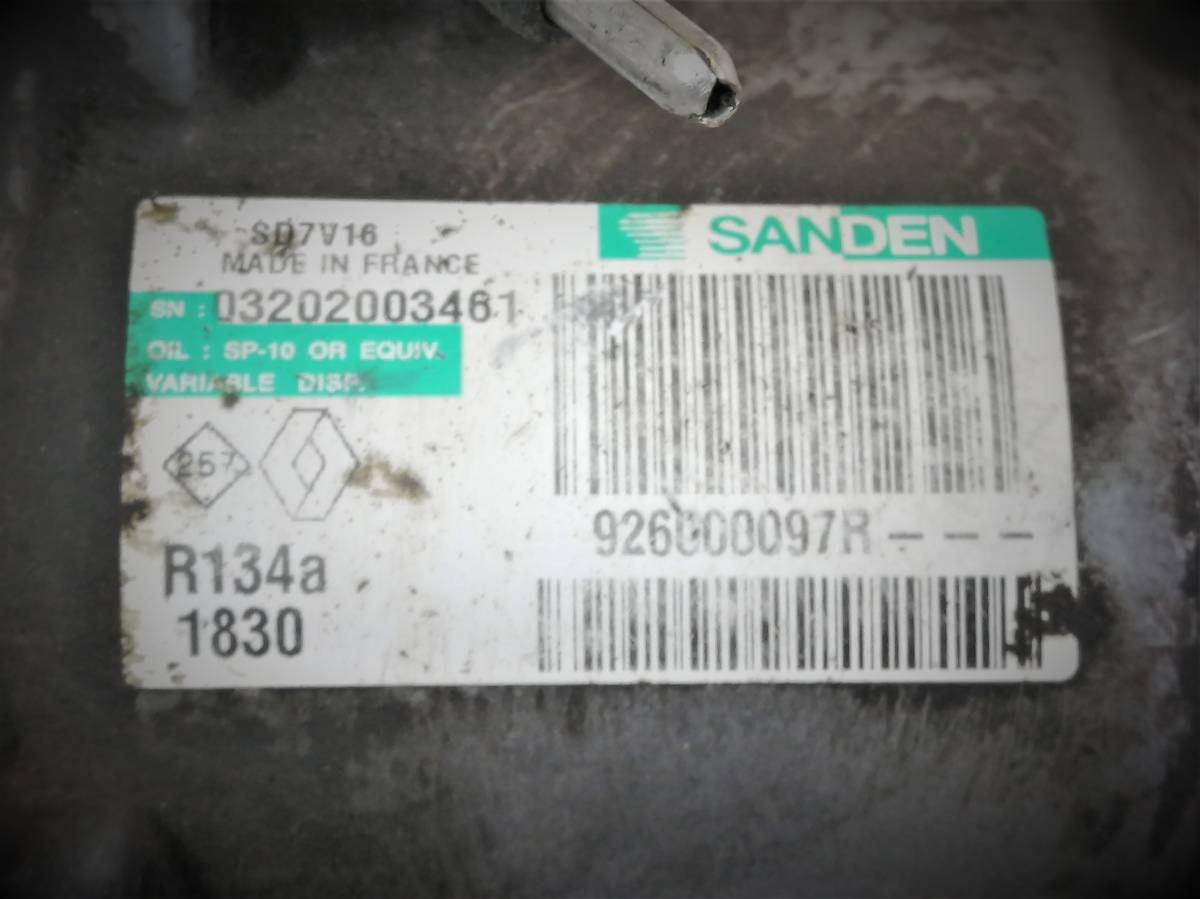 SD7V16
MADE IN FRANCE
SANDEN
SN : 03202003461
OIL : SP-10 OR EQUIV.
VARIABLE DISP.
257
926000097R - - -
R134a
1830